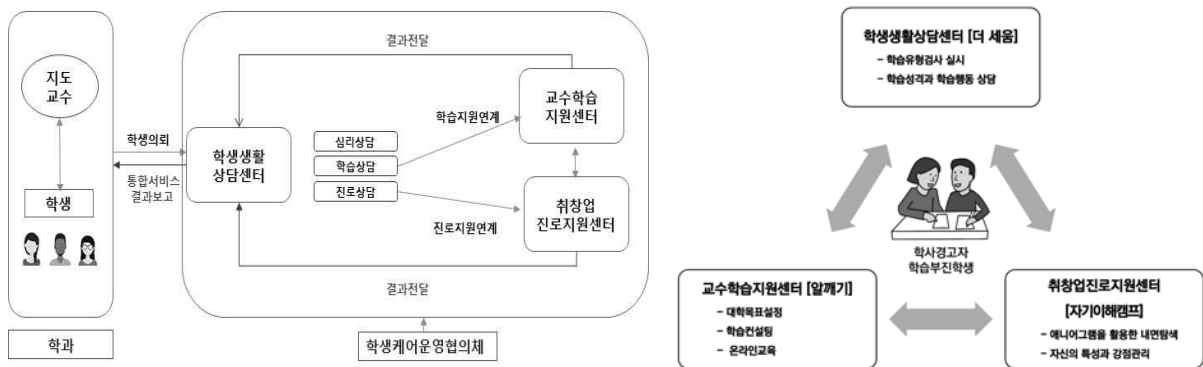 지도
교수
학생
학과
학생의뢰
통합서비스
결과보고
결과전달
학생생활
상담센터
심리상담
학습상담
진로상담
학습지원연계
진로지원연계
교수학습
지원센터
취창업
진로지원센터
결과전달
학생케어운영협의체
학생생활상담센터 [더 세움]
- 학습유형검사 실시
- 학습성격과 학습행동 상담
학사경고자
학습부진학생
교수학습지원센터 [알깨기]
- 대학목표설정
- 학습컨설팅
- 온라인교육
취창업진로지원센터
[자기이해캠프]
- 애니어그램을 활용한 내면탐색
- 자신의 특성과 강점관리